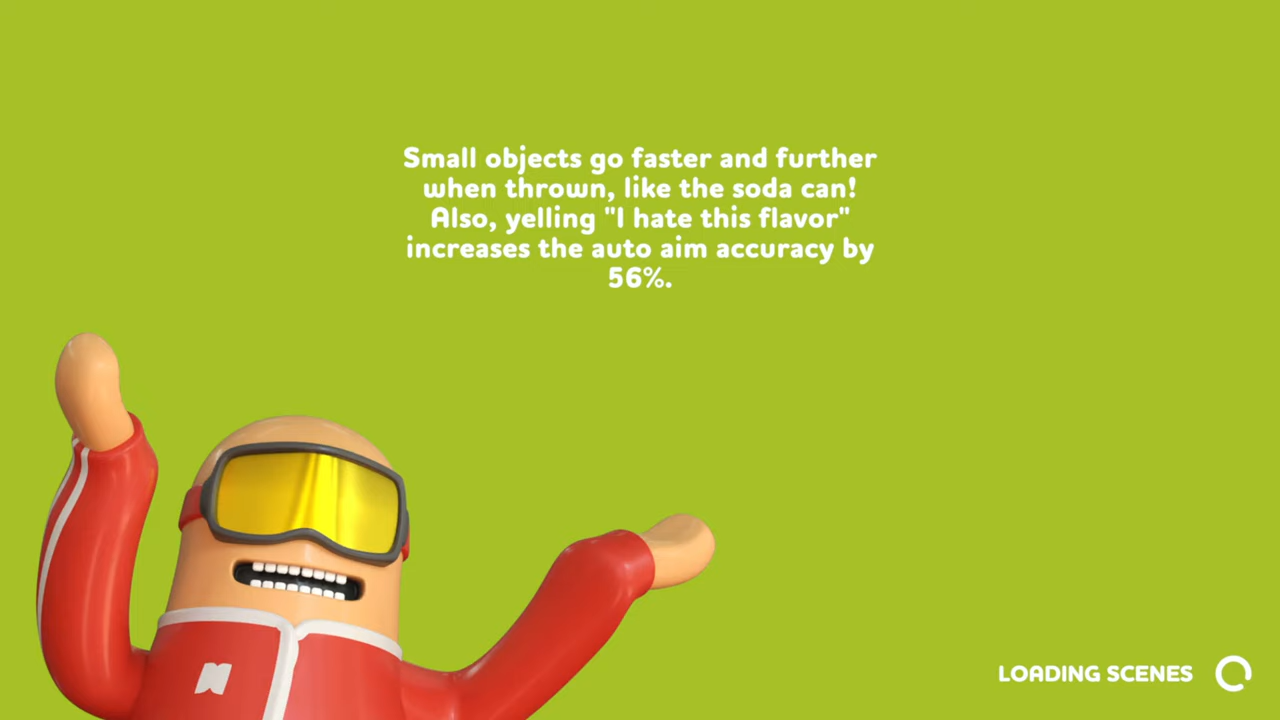 Small objects go faster and further
when thrown, like the soda can!
Also, yelling "I hate this flavor"
increases the auto aim accuracy by
56%.
LOADING SCENES